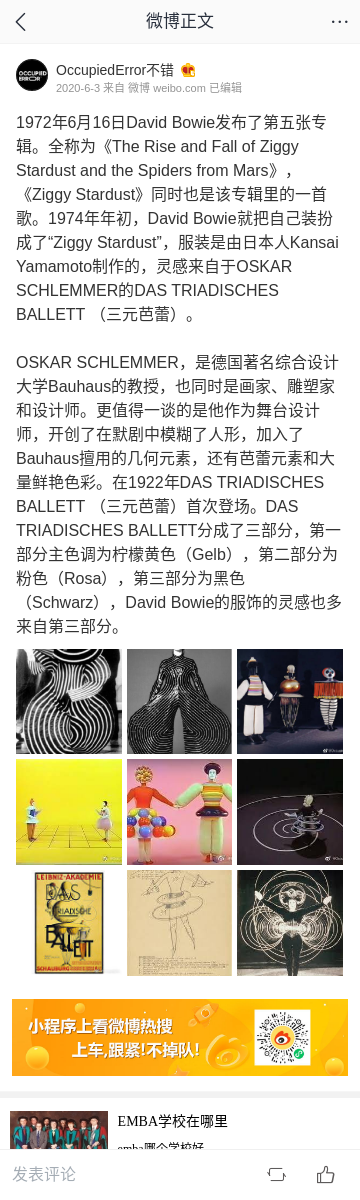 微博正文
OCCUPIED
ERROR
OccupiedError不错
2020-6-3 来自 微博 weibo.com 已编辑
1972年6月16日David Bowie发布了第五张专
辑。全称为《The Rise and Fall of Ziggy
Stardust and the Spiders from Mars》，
《Ziggy Stardust》同时也是该专辑里的一首
歌。1974年年初，David Bowie就把自己装扮
成了“Ziggy Stardust”，服装是由日本人Kansai
Yamamoto制作的，灵感来自于OSKAR
SCHLEMMER的DAS TRIADISCHES
BALLETT （三元芭蕾）。
OSKAR SCHLEMMER，是德国著名综合设计
大学Bauhaus的教授，也同时是画家、雕塑家
和设计师。更值得一谈的是他作为舞台设计
师，开创了在默剧中模糊了人形，加入了
Bauhaus擅用的几何元素，还有芭蕾元素和大
量鲜艳色彩。在1922年DAS TRIADISCHES
BALLETT （三元芭蕾）首次登场。DAS
TRIADISCHES BALLETT分成了三部分，第一
部分主色调为柠檬黄色（Gelb），第二部分为
粉色（Rosa），第三部分为黑色
（Schwarz），David Bowie的服饰的灵感也多
来自第三部分。
LEIBNIZ-AKADEMIE
DAS
TRIADISCHE
BALLETT
SCHAUBURG
小程序上看微博热搜
上车,跟紧!不掉队!
EMBA学校在哪里
emba哪个学校好
发表评论